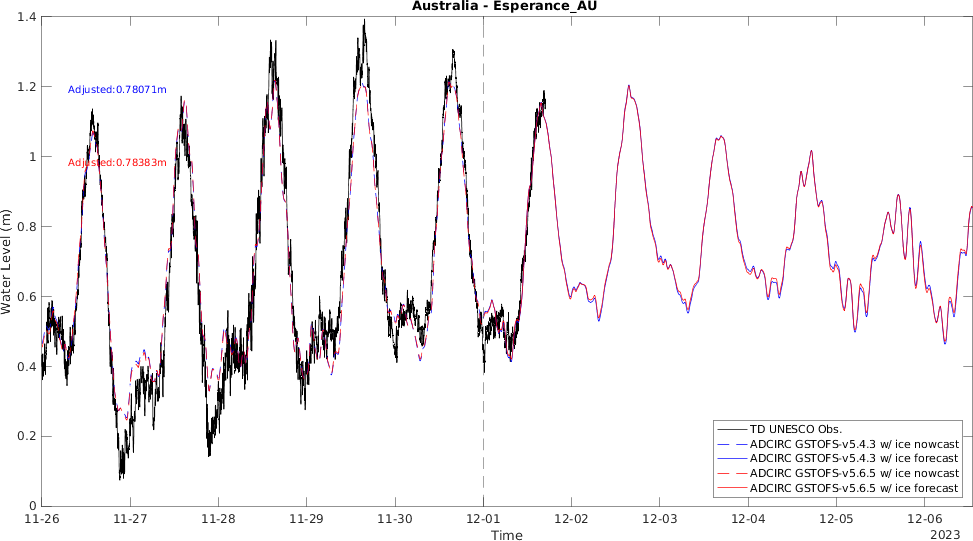 Australia - Esperance_AU
1.4
1.2
1
0.8
0.6
0.4
0.2
0
Water Level (m)
Adjusted:0.78071m
Adjusted:0.78383m
TD UNESCO Obs.
ADCIRC GSTOFS-v5.4.3 w/ ice nowcast
ADCIRC GSTOFS-v5.4.3 w/ ice forecast
ADCIRC GSTOFS-v5.6.5 w/ ice nowcast
ADCIRC GSTOFS-v5.6.5 w/ ice forecast
11-26 11-27 11-28 11-29 11-30 12-01 12-02 12-03 12-04 12-05 12-06
Time
2023